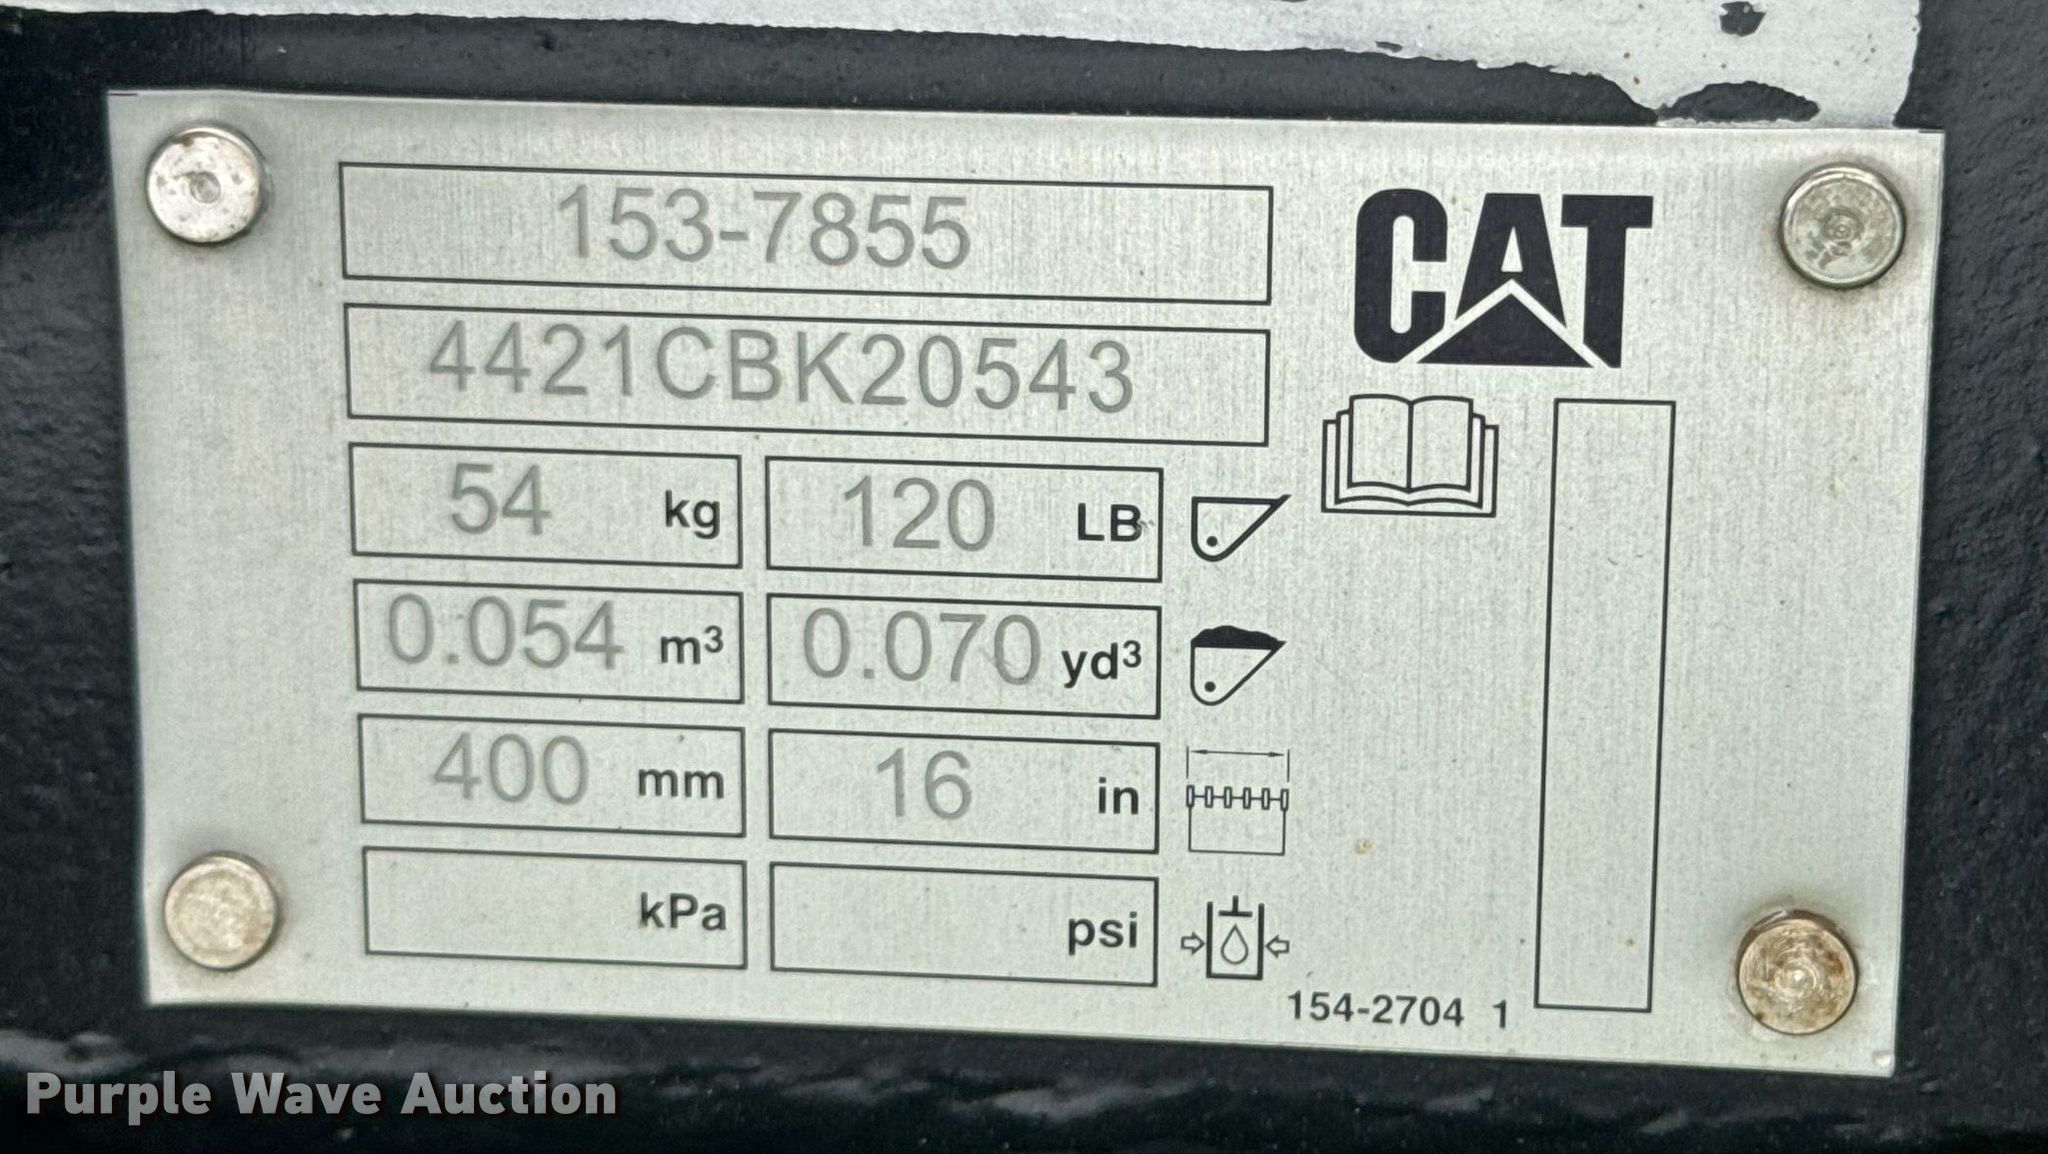 153-7855
CAT
4421CBK20543
54 kg 120 LB
0.054 m³ 0.070 yd³
400 mm 16 in
kPa psi
154-2704 1
Purple Wave Auction